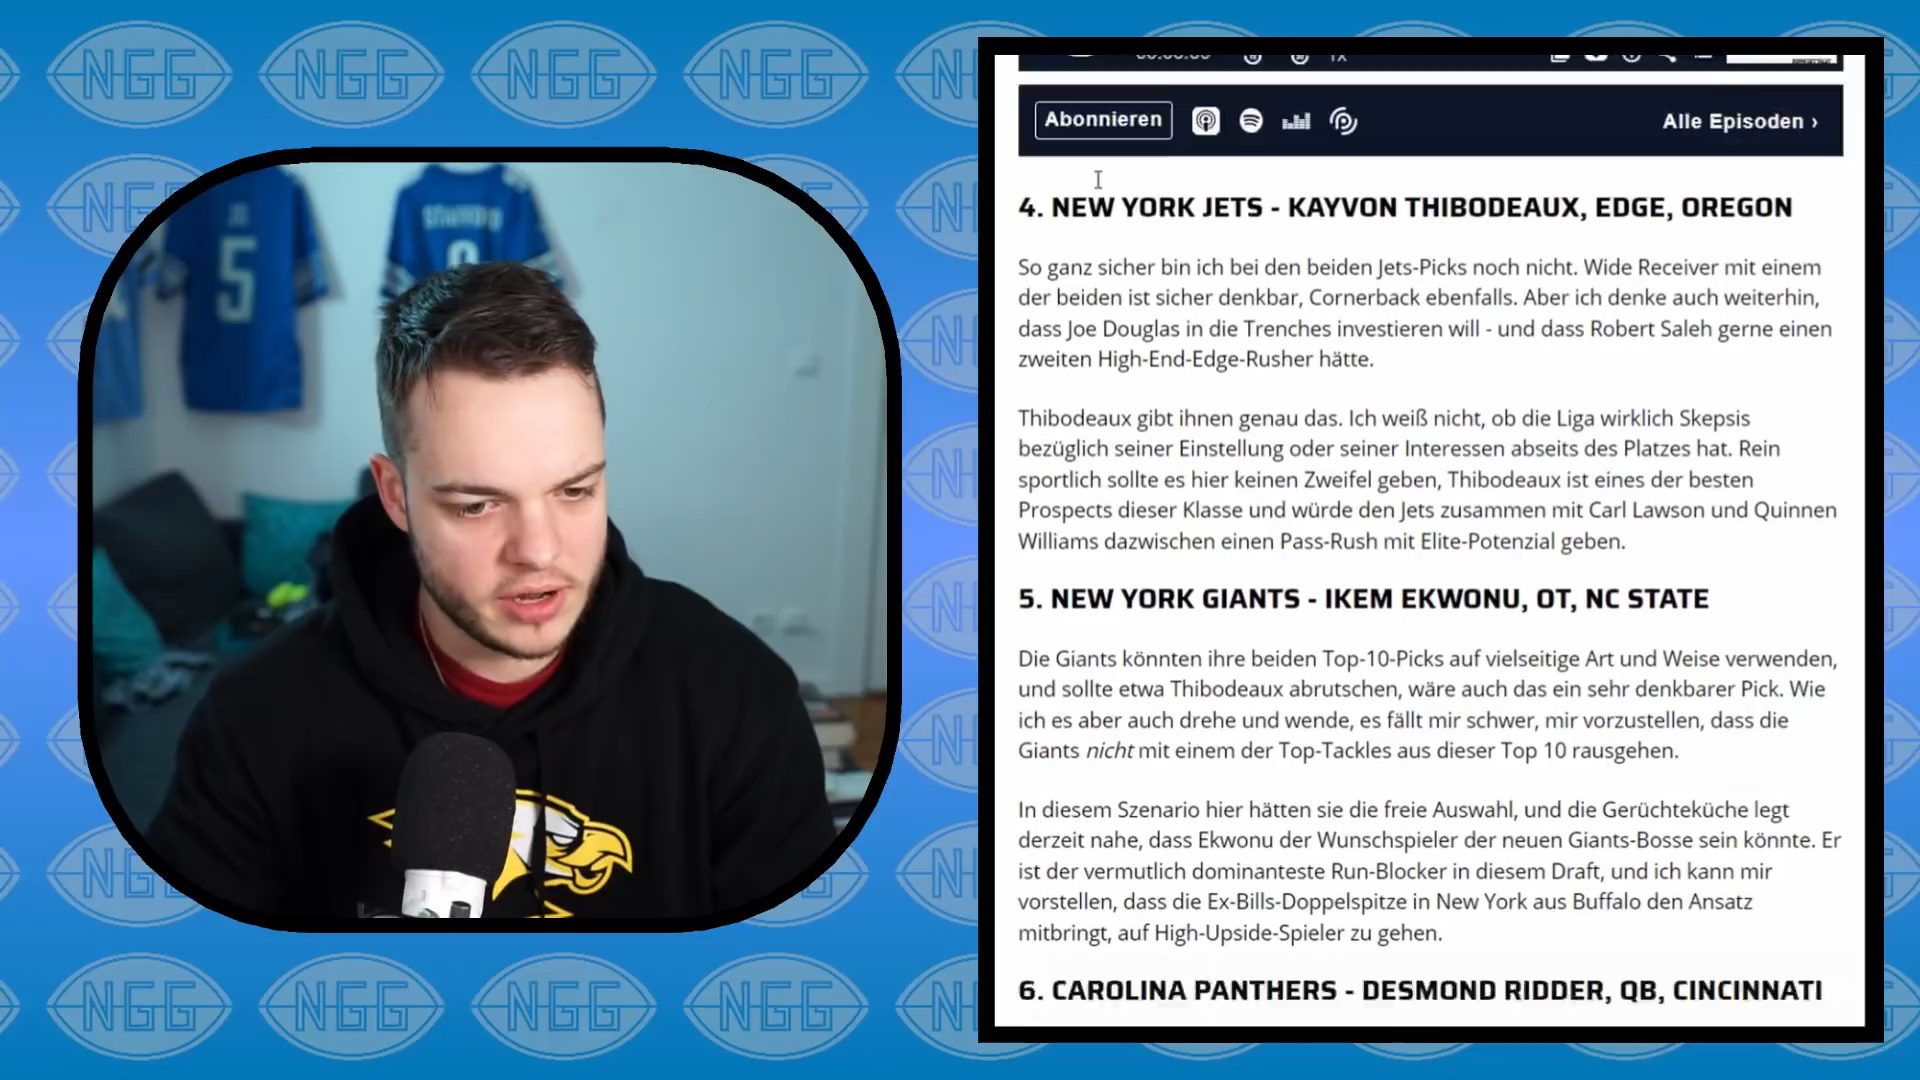 NGG NGG NGG NGG
5
STAFFORD
9
1X
Abonnieren
Alle Episoden ›
4. NEW YORK JETS - KAYVON THIBODEAUX, EDGE, OREGON
So ganz sicher bin ich bei den beiden Jets-Picks noch nicht. Wide Receiver mit einem
der beiden ist sicher denkbar, Cornerback ebenfalls. Aber ich denke auch weiterhin,
dass Joe Douglas in die Trenches investieren will - und dass Robert Saleh gerne einen
zweiten High-End-Edge-Rusher hätte.
Thibodeaux gibt ihnen genau das. Ich weiß nicht, ob die Liga wirklich Skepsis
bezüglich seiner Einstellung oder seiner Interessen abseits des Platzes hat. Rein
sportlich sollte es hier keinen Zweifel geben, Thibodeaux ist eines der besten
Prospects dieser Klasse und würde den Jets zusammen mit Carl Lawson und Quinnen
Williams dazwischen einen Pass-Rush mit Elite-Potenzial geben.
5. NEW YORK GIANTS - IKEM EKWONU, OT, NC STATE
Die Giants könnten ihre beiden Top-10-Picks auf vielseitige Art und Weise verwenden,
und sollte etwa Thibodeaux abrutschen, wäre auch das ein sehr denkbarer Pick. Wie
ich es aber auch drehe und wende, es fällt mir schwer, mir vorzustellen, dass die
Giants nicht mit einem der Top-Tackles aus dieser Top 10 rausgehen.
In diesem Szenario hier hätten sie die freie Auswahl, und die Gerüchteküche legt
derzeit nahe, dass Ekwonu der Wunschspieler der neuen Giants-Bosse sein könnte. Er
ist der vermutlich dominanteste Run-Blocker in diesem Draft, und ich kann mir
vorstellen, dass die Ex-Bills-Doppelspitze in New York aus Buffalo den Ansatz
mitbringt, auf High-Upside-Spieler zu gehen.
6. CAROLINA PANTHERS - DESMOND RIDDER, QB, CINCINNATI
NGG NGG NGG NGG